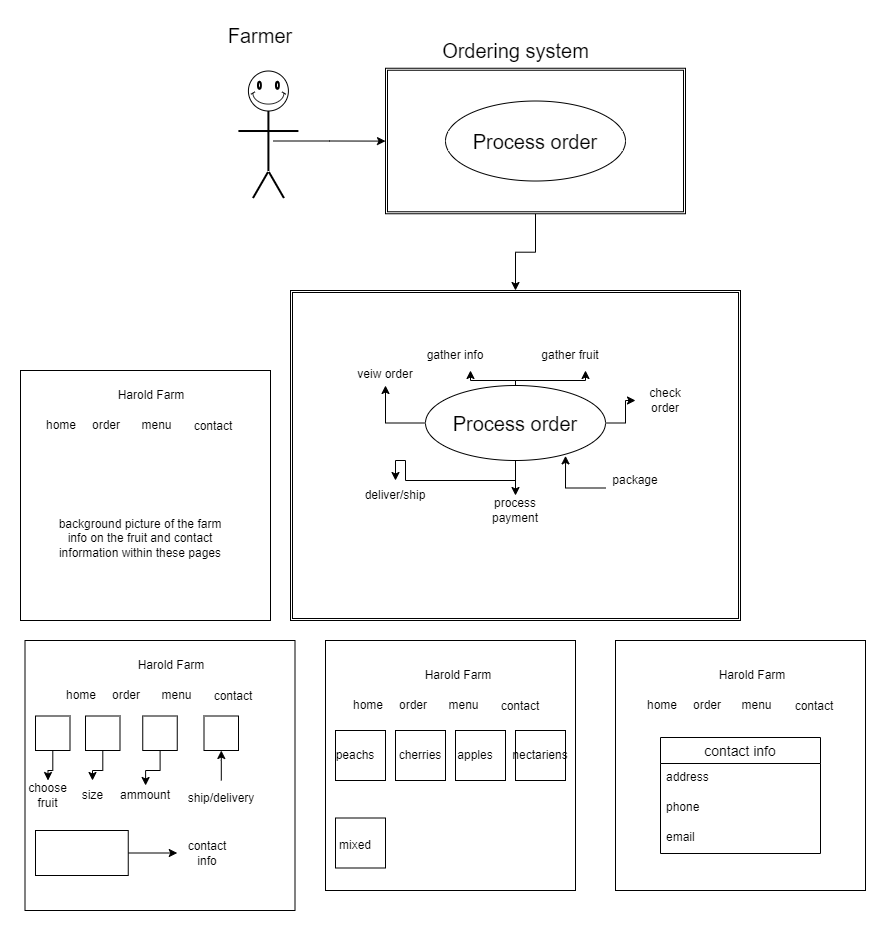 Farmer
Ordering system
Process order
gather info
gather fruit
veiw order
check
order
Process order
package
deliver/ship
process
payment
Harold Farm
home order menu contact
background picture of the farm
info on the fruit and contact
information within these pages
Harold Farm
home order menu contact
choose
fruit
size
ammount
ship/delivery
contact
info
Harold Farm
home order menu contact
peachs
cherries
apples
nectariens
mixed
Harold Farm
home order menu contact
contact info
address
phone
email